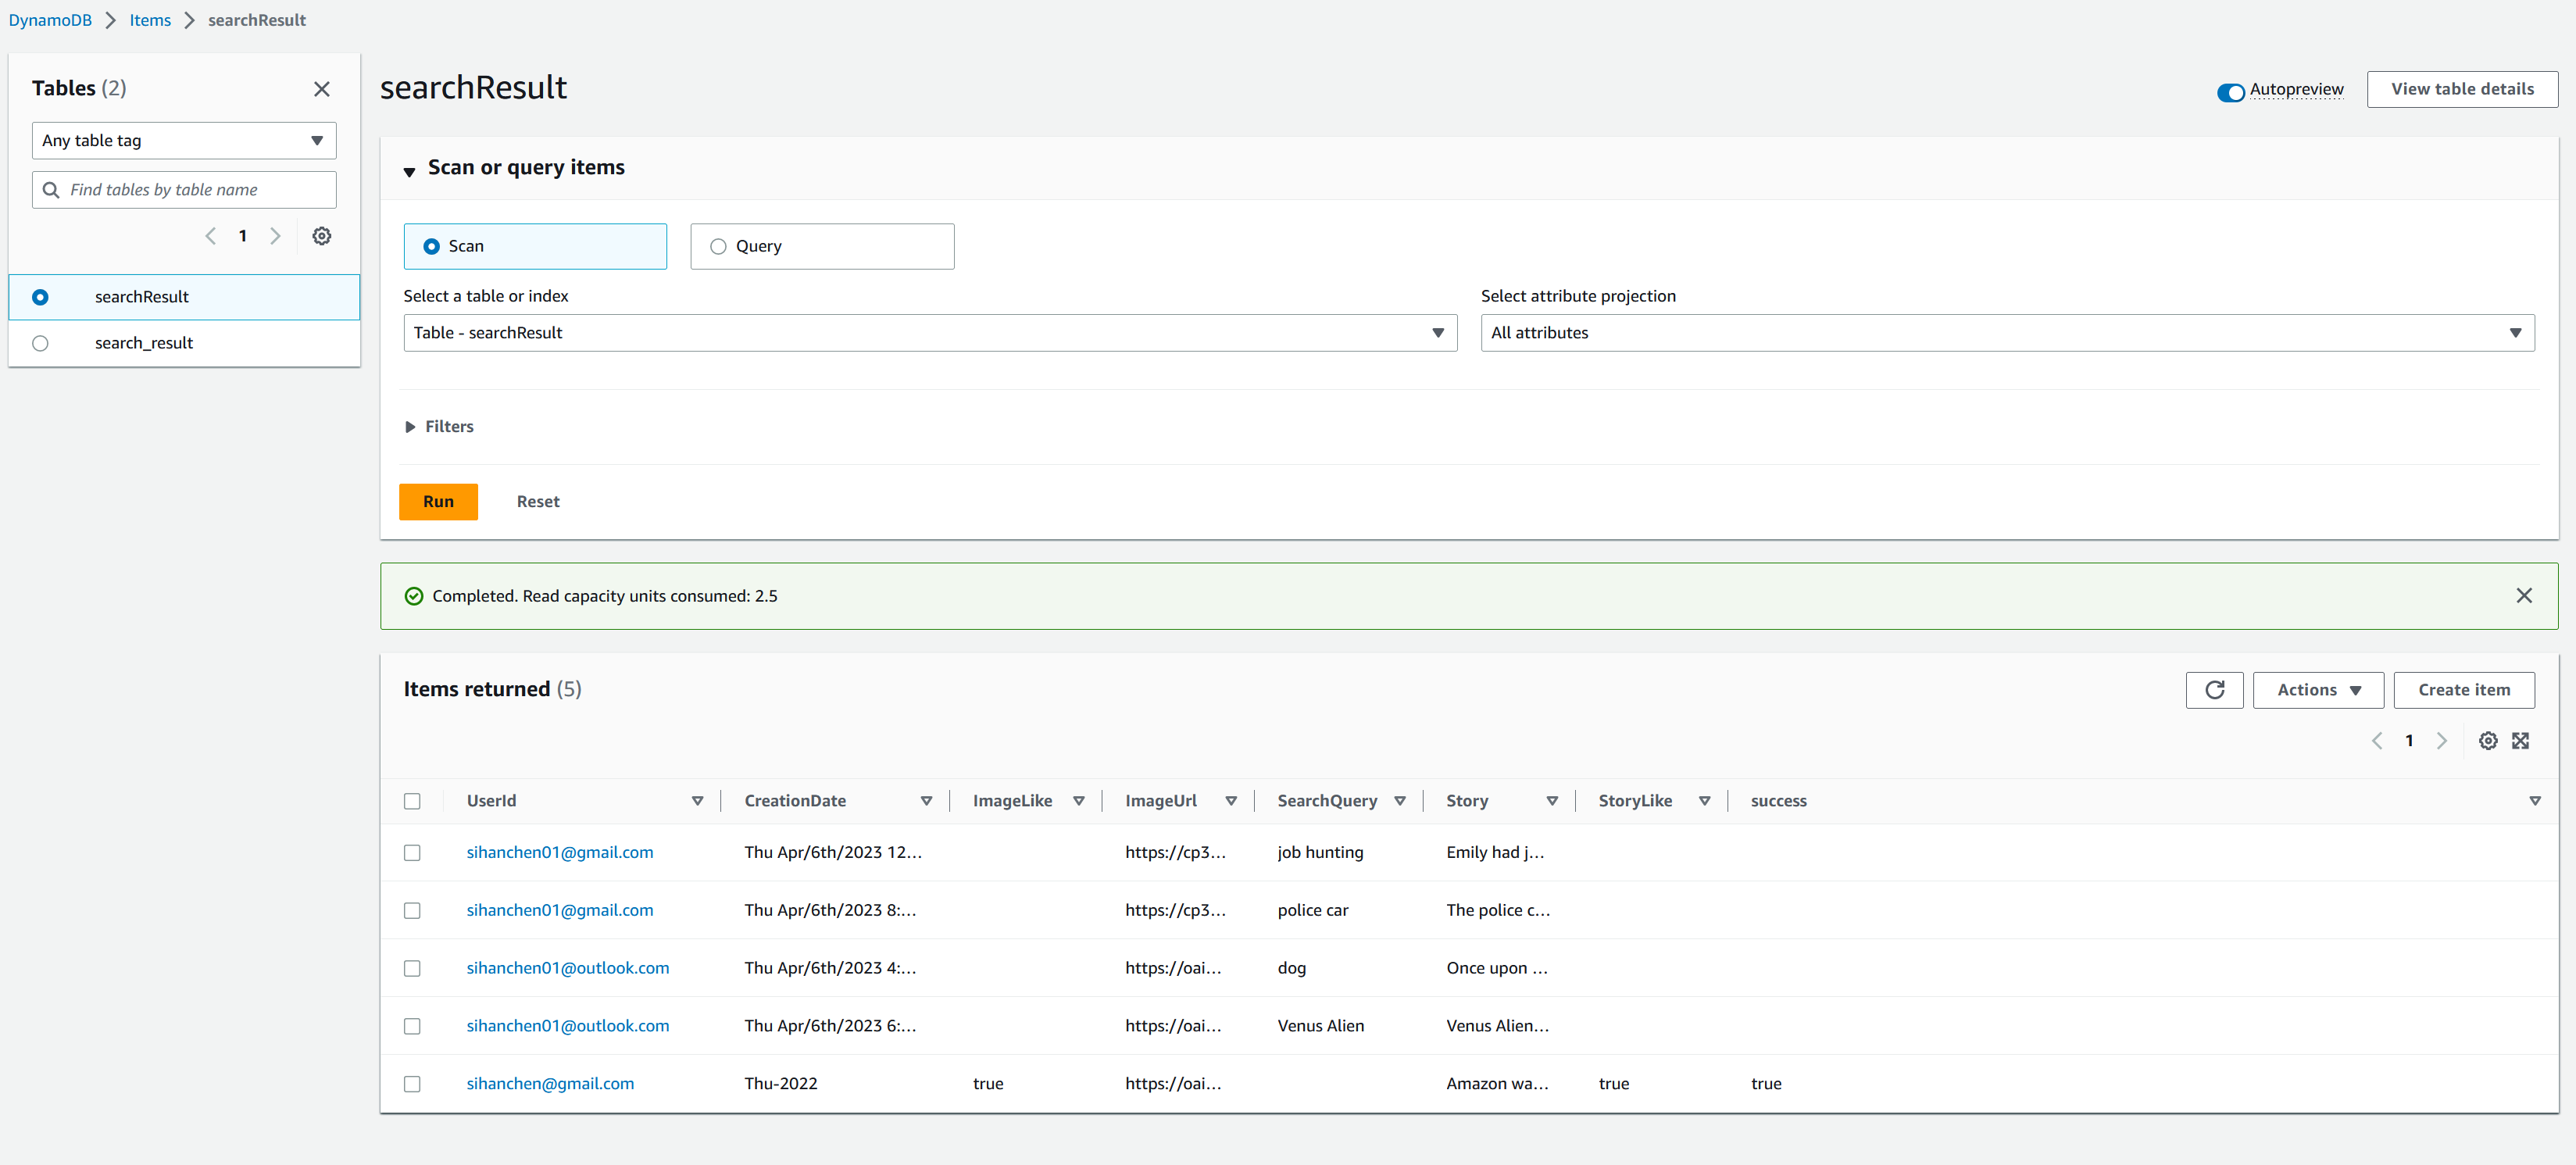 DynamoDB > Items > searchResult
Tables (2)
Any table tag
Find tables by table name
1
searchResult
search_result
searchResult
Autopreview View table details
Scan or query items
Scan Query
Select a table or index Select attribute projection
Table - searchResult All attributes
Filters
Run Reset
Completed. Read capacity units consumed: 2.5
Items returned (5)
Actions Create item
1
UserId CreationDate ImageLike ImageUrl SearchQuery Story StoryLike success
sihanchen01@gmail.com Thu Apr/6th/2023 12... https://cp3... job hunting Emily had j...
sihanchen01@gmail.com Thu Apr/6th/2023 8:... https://cp3... police car The police c...
sihanchen01@outlook.com Thu Apr/6th/2023 4:... https://oai... dog Once upon ...
sihanchen01@outlook.com Thu Apr/6th/2023 6:... https://oai... Venus Alien Venus Alien...
sihanchen@gmail.com Thu-2022 true https://oai... Amazon wa... true true